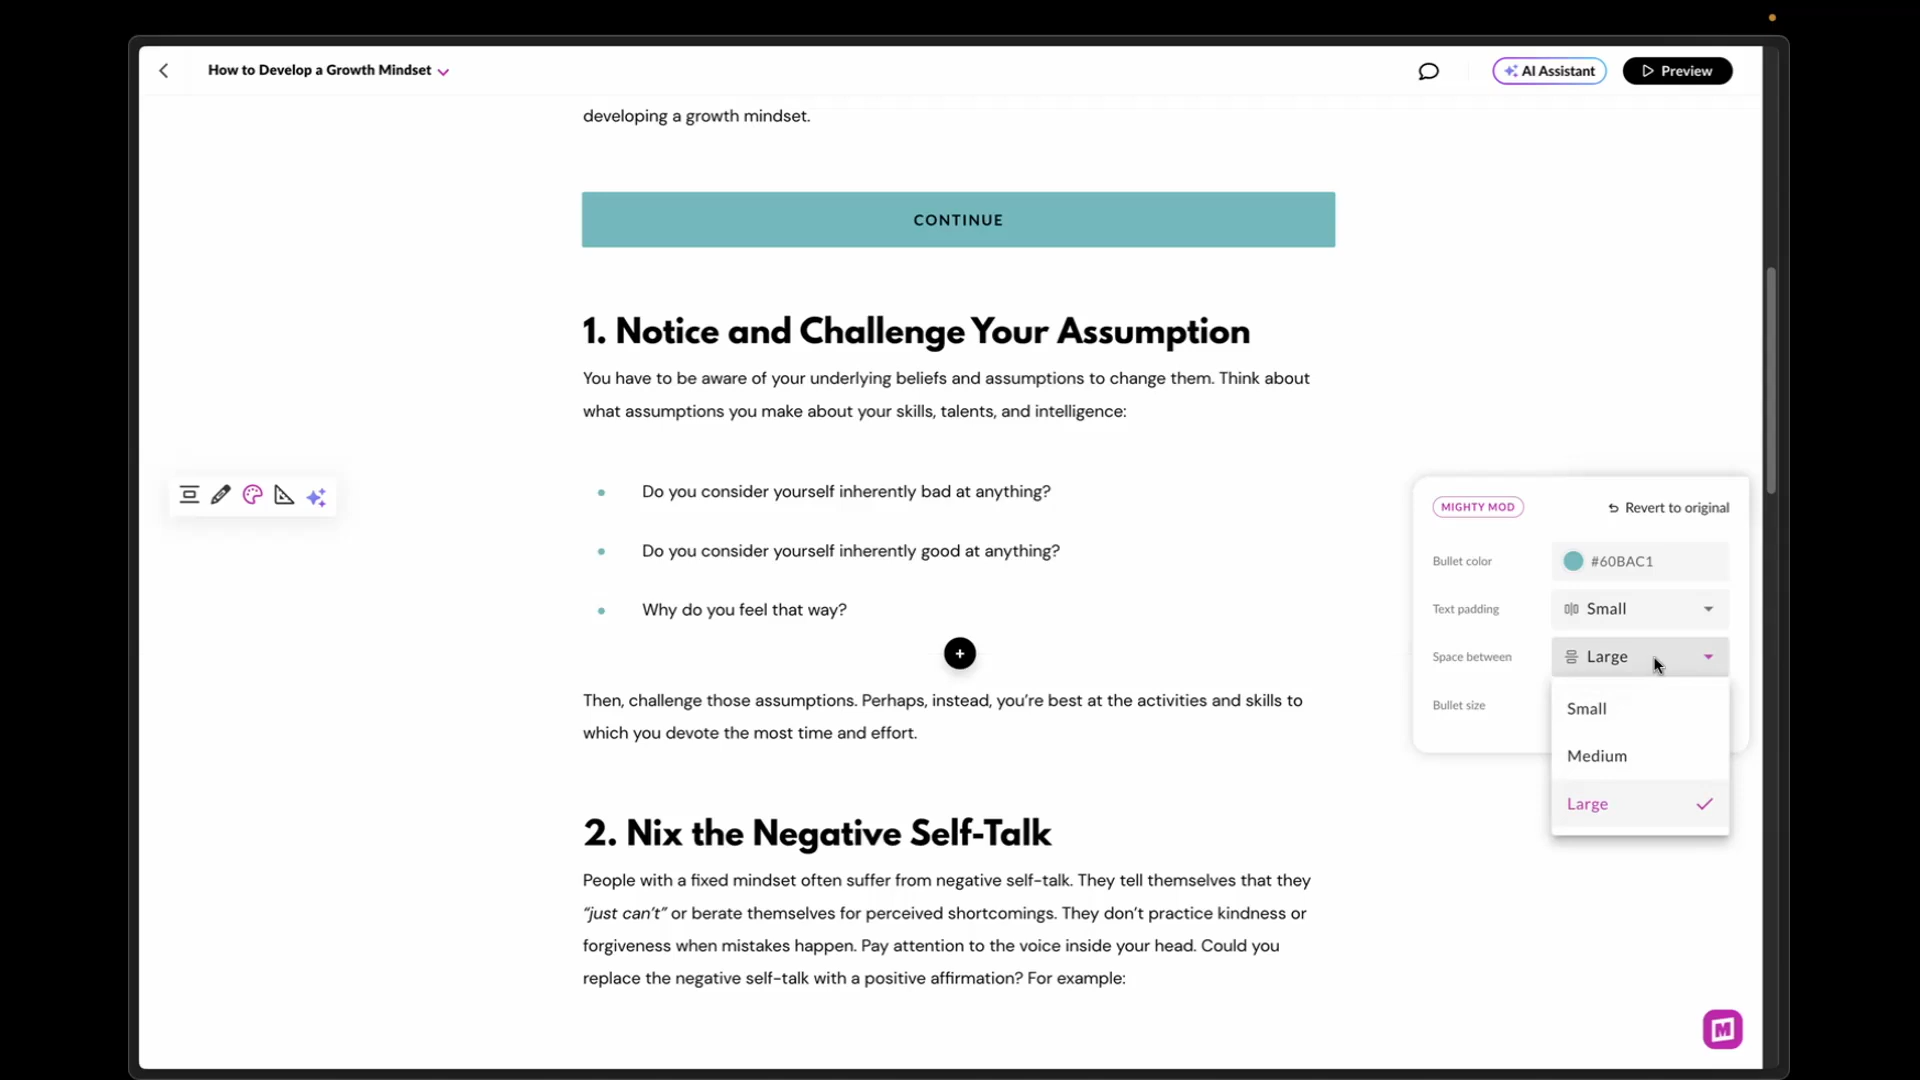 How to Develop a Growth Mindset
AI Assistant
Preview
developing a growth mindset.
CONTINUE
1. Notice and Challenge Your Assumption
You have to be aware of your underlying beliefs and assumptions to change them. Think about
what assumptions you make about your skills, talents, and intelligence:
Do you consider yourself inherently bad at anything?
Do you consider yourself inherently good at anything?
Why do you feel that way?
Then, challenge those assumptions. Perhaps, instead, you’re best at the activities and skills to
which you devote the most time and effort.
2. Nix the Negative Self-Talk
People with a fixed mindset often suffer from negative self-talk. They tell themselves that they
“just can’t” or berate themselves for perceived shortcomings. They don’t practice kindness or
forgiveness when mistakes happen. Pay attention to the voice inside your head. Could you
replace the negative self-talk with a positive affirmation? For example:
MIGHTY MOD
Revert to original
Bullet color
#60BAC1
Text padding
Small
Space between
Large
Bullet size
Small
Medium
Large
M